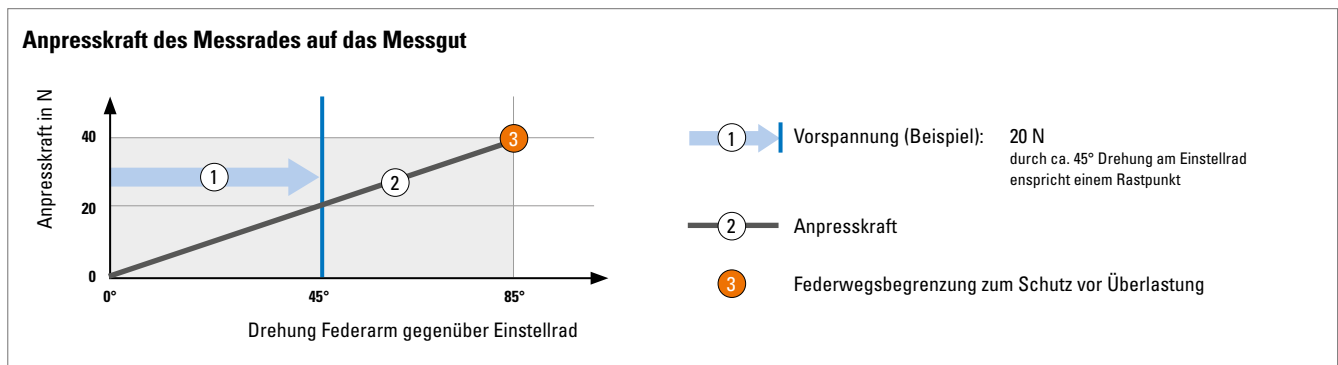 Anpresskraft des Messrades auf das Messgut
Anpresskraft in N
40
20
0
0°
45°
85°
1
2
3
Drehung Federarm gegenüber Einstellrad
1 Vorspannung (Beispiel): 20 N
durch ca. 45° Drehung am Einstellrad
enspricht einem Rastpunkt
2 Anpresskraft
3 Federwegsbegrenzung zum Schutz vor Überlastung